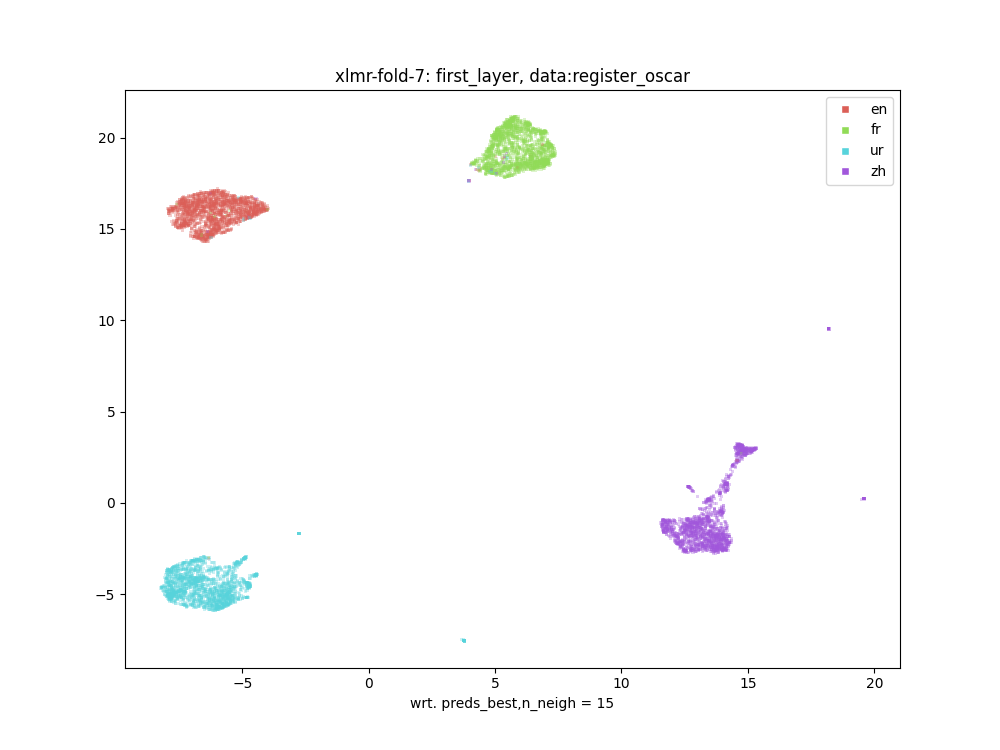 xlmr-fold-7: first_layer, data:register_oscar
en
fr
ur
zh
20
15
10
5
0
−5
−5
0
5
10
15
20
wrt. preds_best,n_neigh = 15